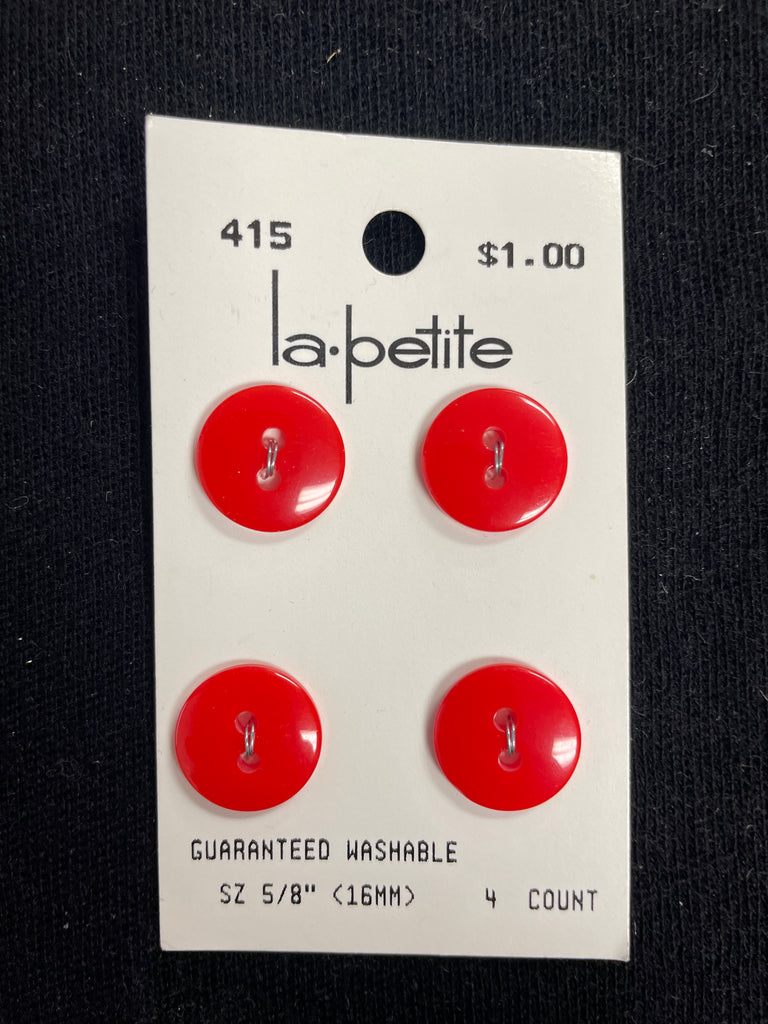 415 $1.00
la·petite
GUARANTEED WASHABLE
SZ 5/8" (16MM) 4 COUNT